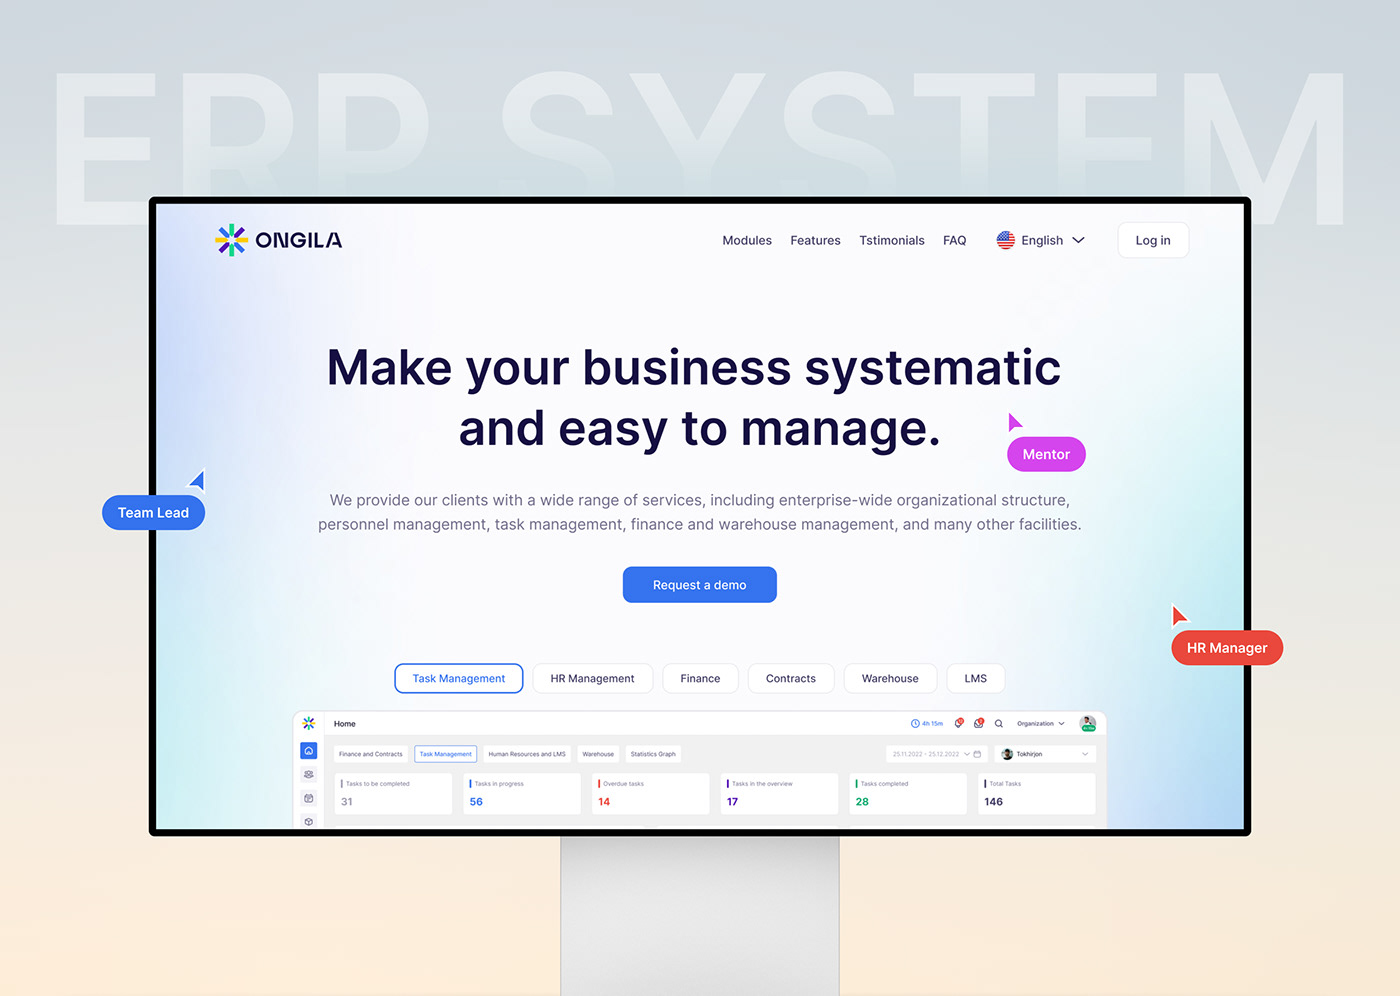 ERP SYSTEM
ONGILA
Modules Features Tstimonials FAQ English Log in
Make your business systematic
and easy to manage.
Mentor
We provide our clients with a wide range of services, including enterprise-wide organizational structure,
Team Lead
personnel management, task management, finance and warehouse management, and many other facilities.
Request a demo
HR Manager
Task Management HR Management Finance Contracts Warehouse LMS
Home 4h 15m Organization
Finance and Contracts Task Management Human Resources and LMS Warehouse Statistics Graph 25.11.2022 - 25.12.2022 Tokhirjon
Tasks to be completed Tasks in progress Overdue tasks Tasks in the overview Tasks completed Total Tasks
31 56 14 17 28 146